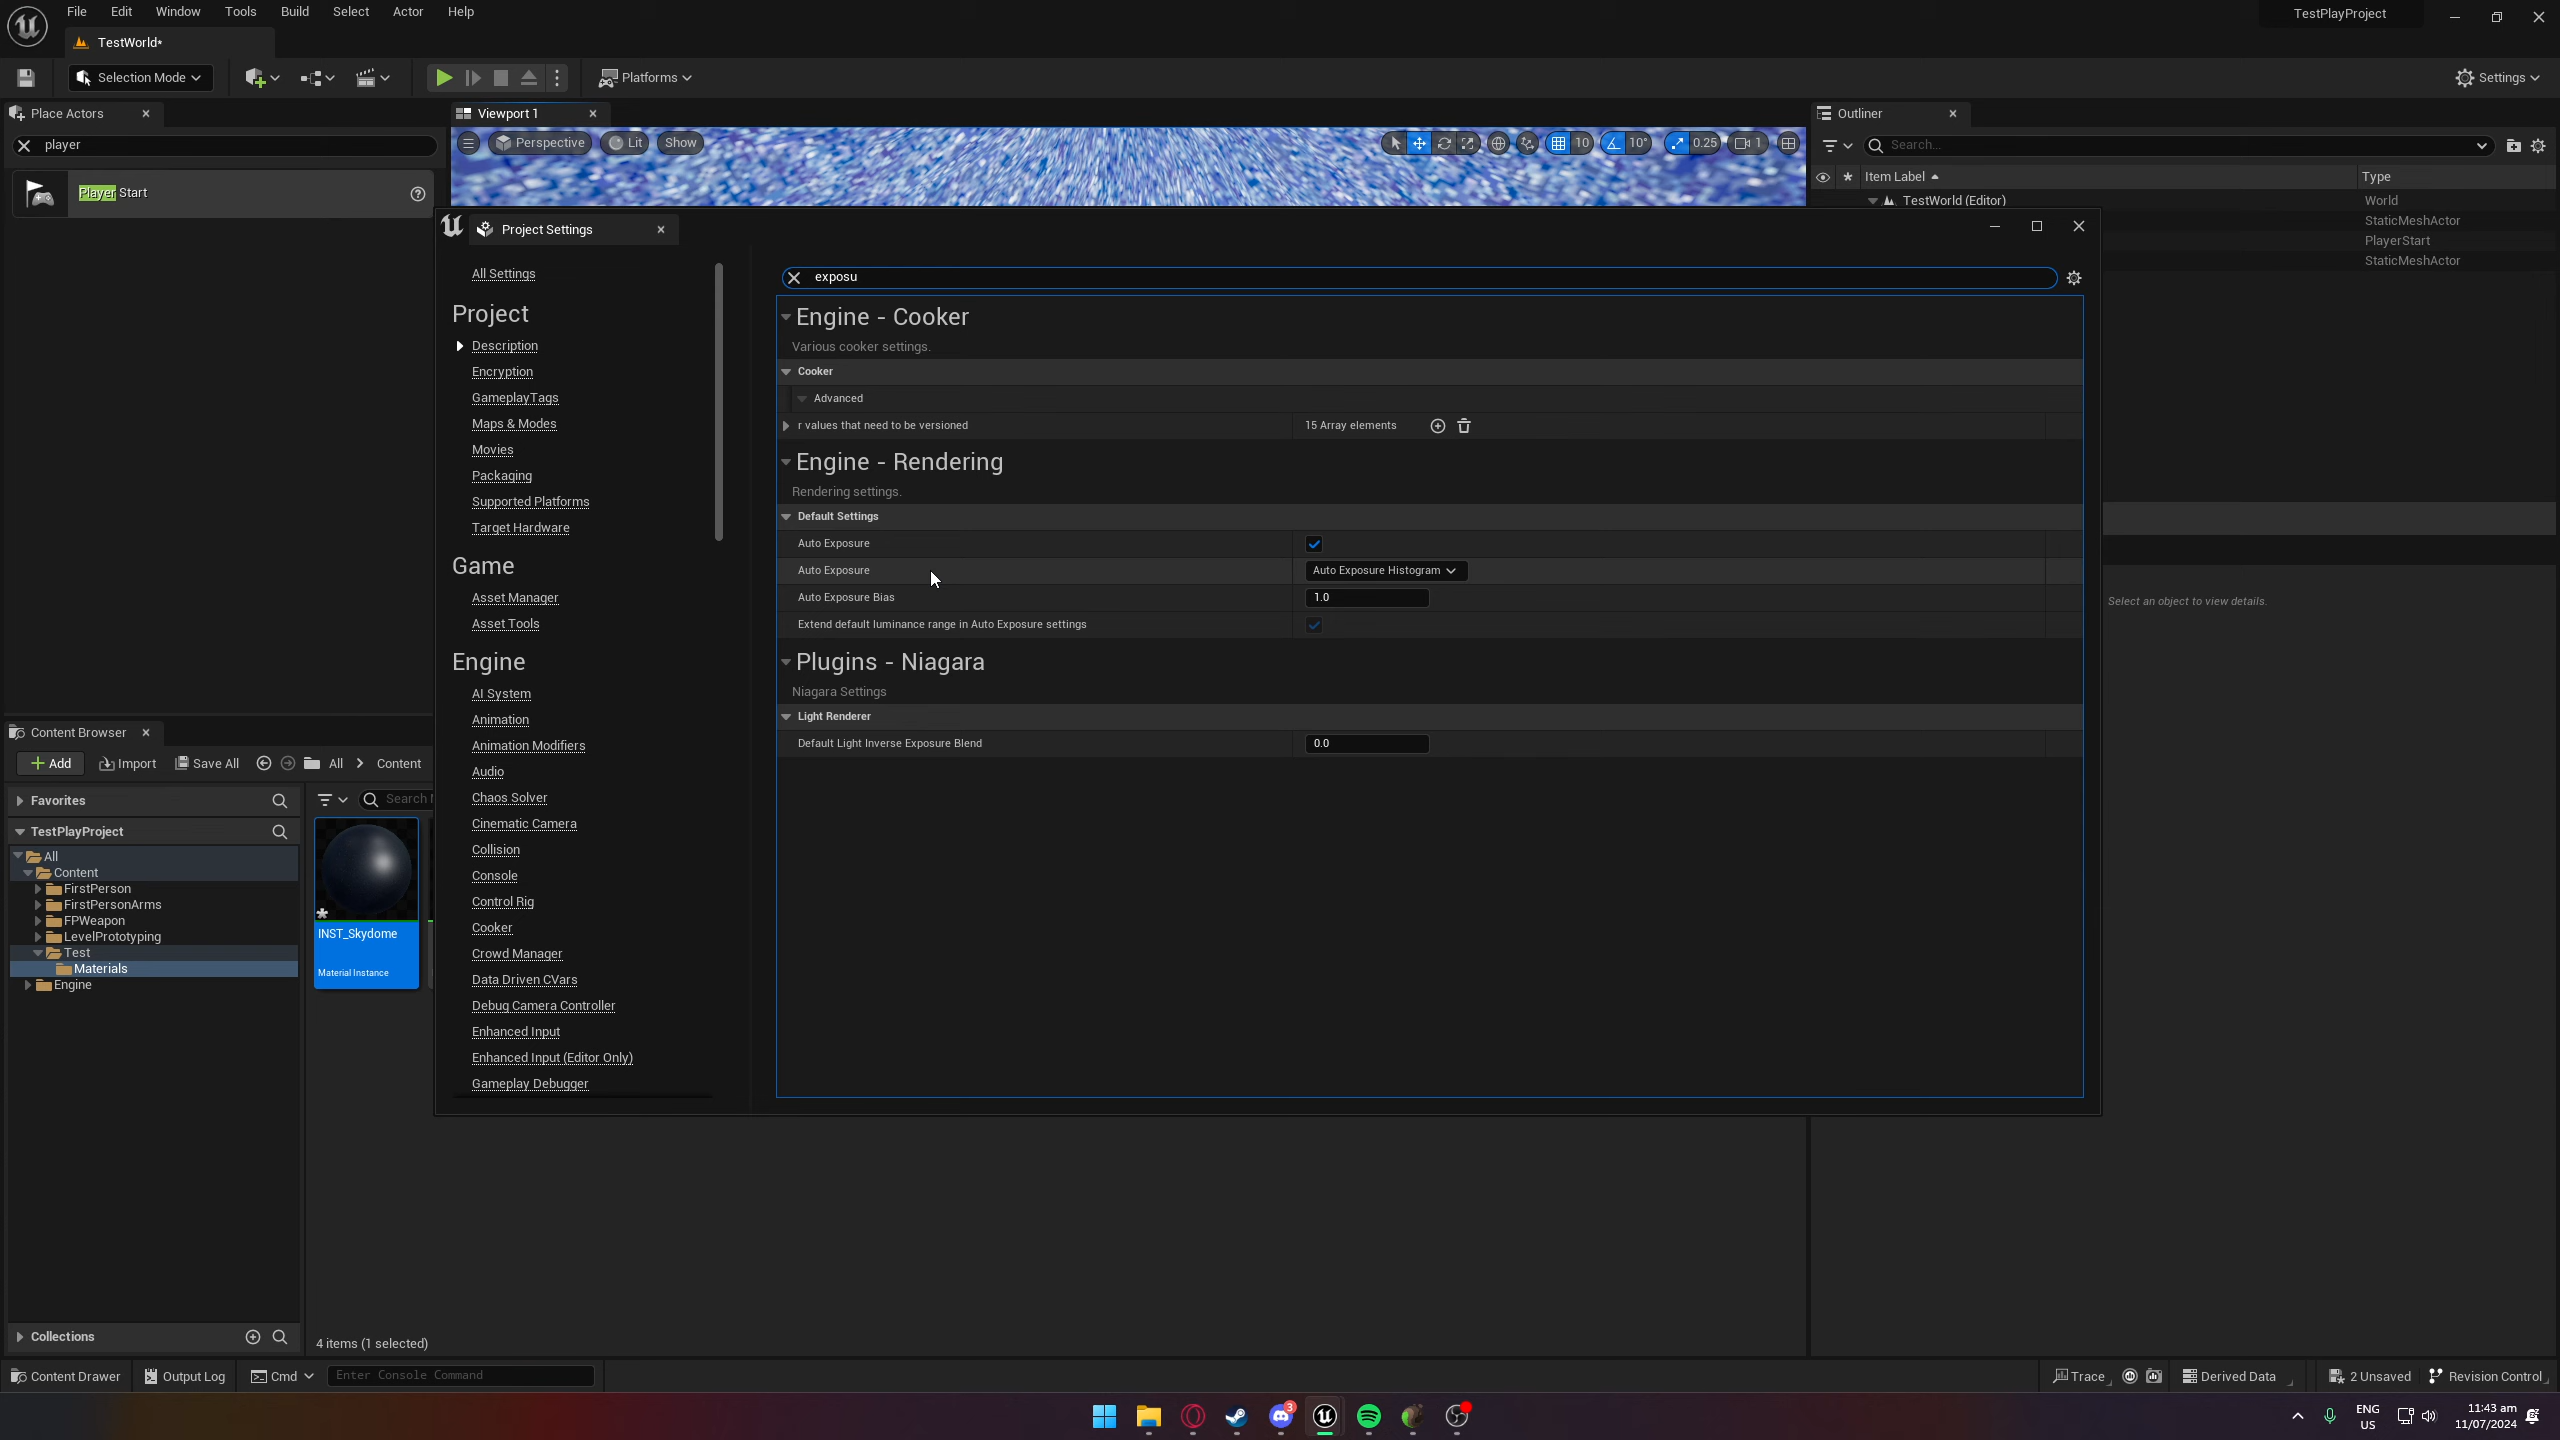 File Edit Window Tools Build Select Actor Help
TestPlayProject
TestWorld*
Selection Mode
Platforms
Settings
Place Actors
Viewport 1
Outliner
player
Perspective
Lit
Show
10
10°
0.25
1
Search...
Player Start
Item Label
Type
TestWorld (Editor)
World
StaticMeshActor
PlayerStart
StaticMeshActor
Project Settings
All Settings
Project
Description
Encryption
GameplayTags
Maps & Modes
Movies
Packaging
Supported Platforms
Target Hardware
Game
Asset Manager
Asset Tools
Engine
AI System
Animation
Animation Modifiers
Audio
Chaos Solver
Cinematic Camera
Collision
Console
Control Rig
Cooker
Crowd Manager
Data Driven CVars
Debug Camera Controller
Enhanced Input
Enhanced Input (Editor Only)
Gameplay Debugger
exposu
Engine - Cooker
Various cooker settings.
Cooker
Advanced
r values that need to be versioned
15 Array elements
Engine - Rendering
Rendering settings.
Default Settings
Auto Exposure
Auto Exposure
Auto Exposure Histogram
Auto Exposure Bias
1.0
Extend default luminance range in Auto Exposure settings
Plugins - Niagara
Niagara Settings
Light Renderer
Default Light Inverse Exposure Blend
0.0
Select an object to view details.
Content Browser
Add
Import
Save All
All
Content
Favorites
Search
TestPlayProject
All
Content
FirstPerson
FirstPersonArms
FPWeapon
LevelPrototyping
Test
Materials
Engine
INST_Skydome
Material Instance
Collections
4 items (1 selected)
Content Drawer
Output Log
Cmd
Enter Console Command
Trace
Derived Data
2 Unsaved
Revision Control
3
ENG
US
11:43 am
11/07/2024